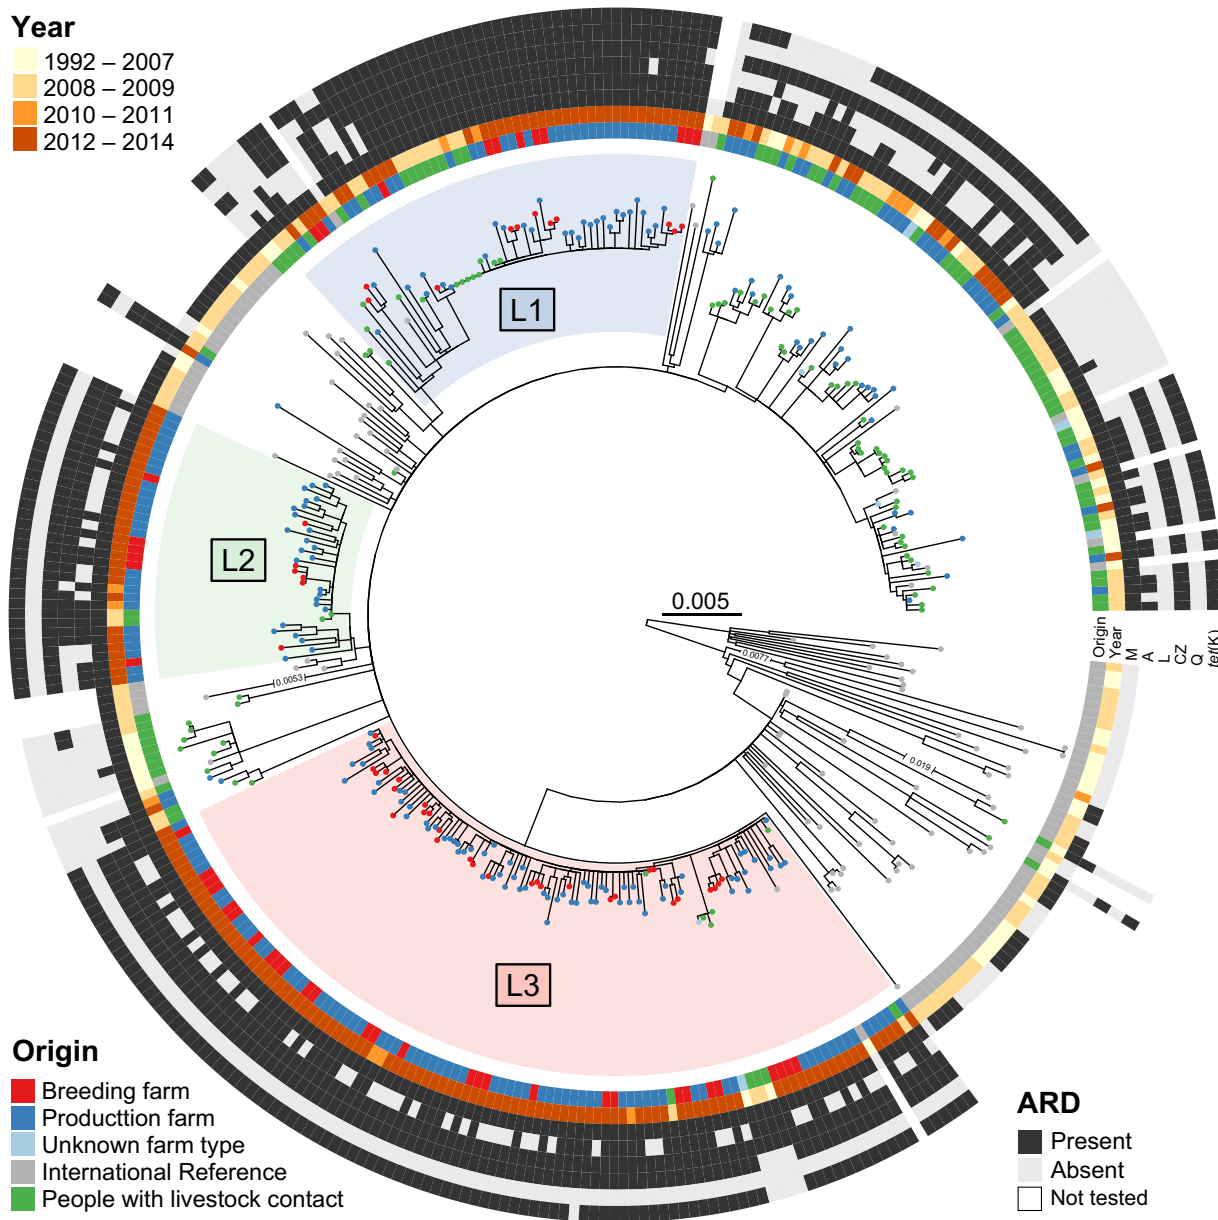 Year
1992 – 2007
2008 – 2009
2010 – 2011
2012 – 2014
L1
L2
L3
0.005
0.0077
0.0053
0.019
Origin
Year
M
A
L
CZ
Q
tet(K)
Origin
Breeding farm
Producttion farm
Unknown farm type
International Reference
People with livestock contact
ARD
Present
Absent
Not tested